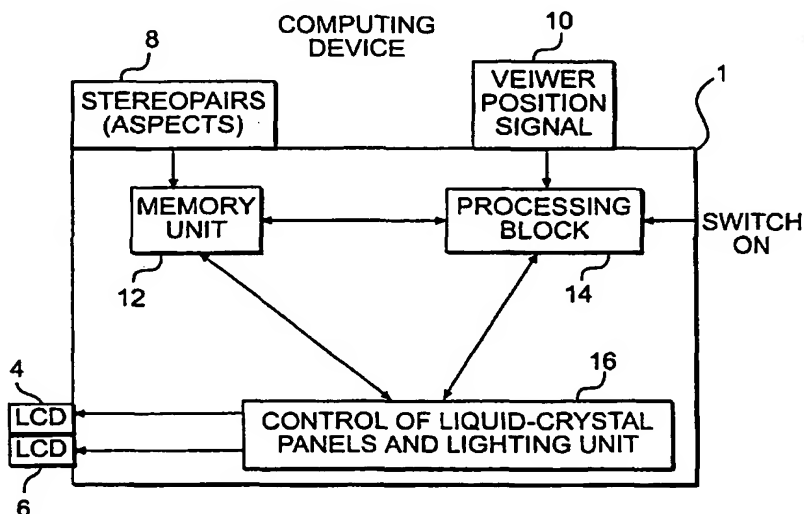 COMPUTING
DEVICE
8
10
1
STEREOPAIRS
(ASPECTS)
VEIWER
POSITION
SIGNAL
MEMORY
UNIT
PROCESSING
BLOCK
SWITCH
ON
12
14
4
16
LCD
LCD
CONTROL OF LIQUID-CRYSTAL
PANELS AND LIGHTING UNIT
6